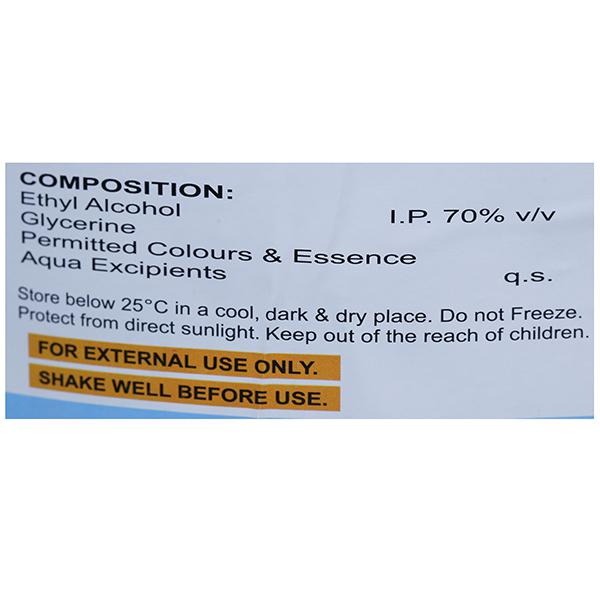 COMPOSITION:
Ethyl Alcohol I.P. 70% v/v
Glycerine
Permitted Colours & Essence
Aqua Excipients q.s.
Store below 25°C in a cool, dark & dry place. Do not Freeze.
Protect from direct sunlight. Keep out of the reach of children.
FOR EXTERNAL USE ONLY.
SHAKE WELL BEFORE USE.